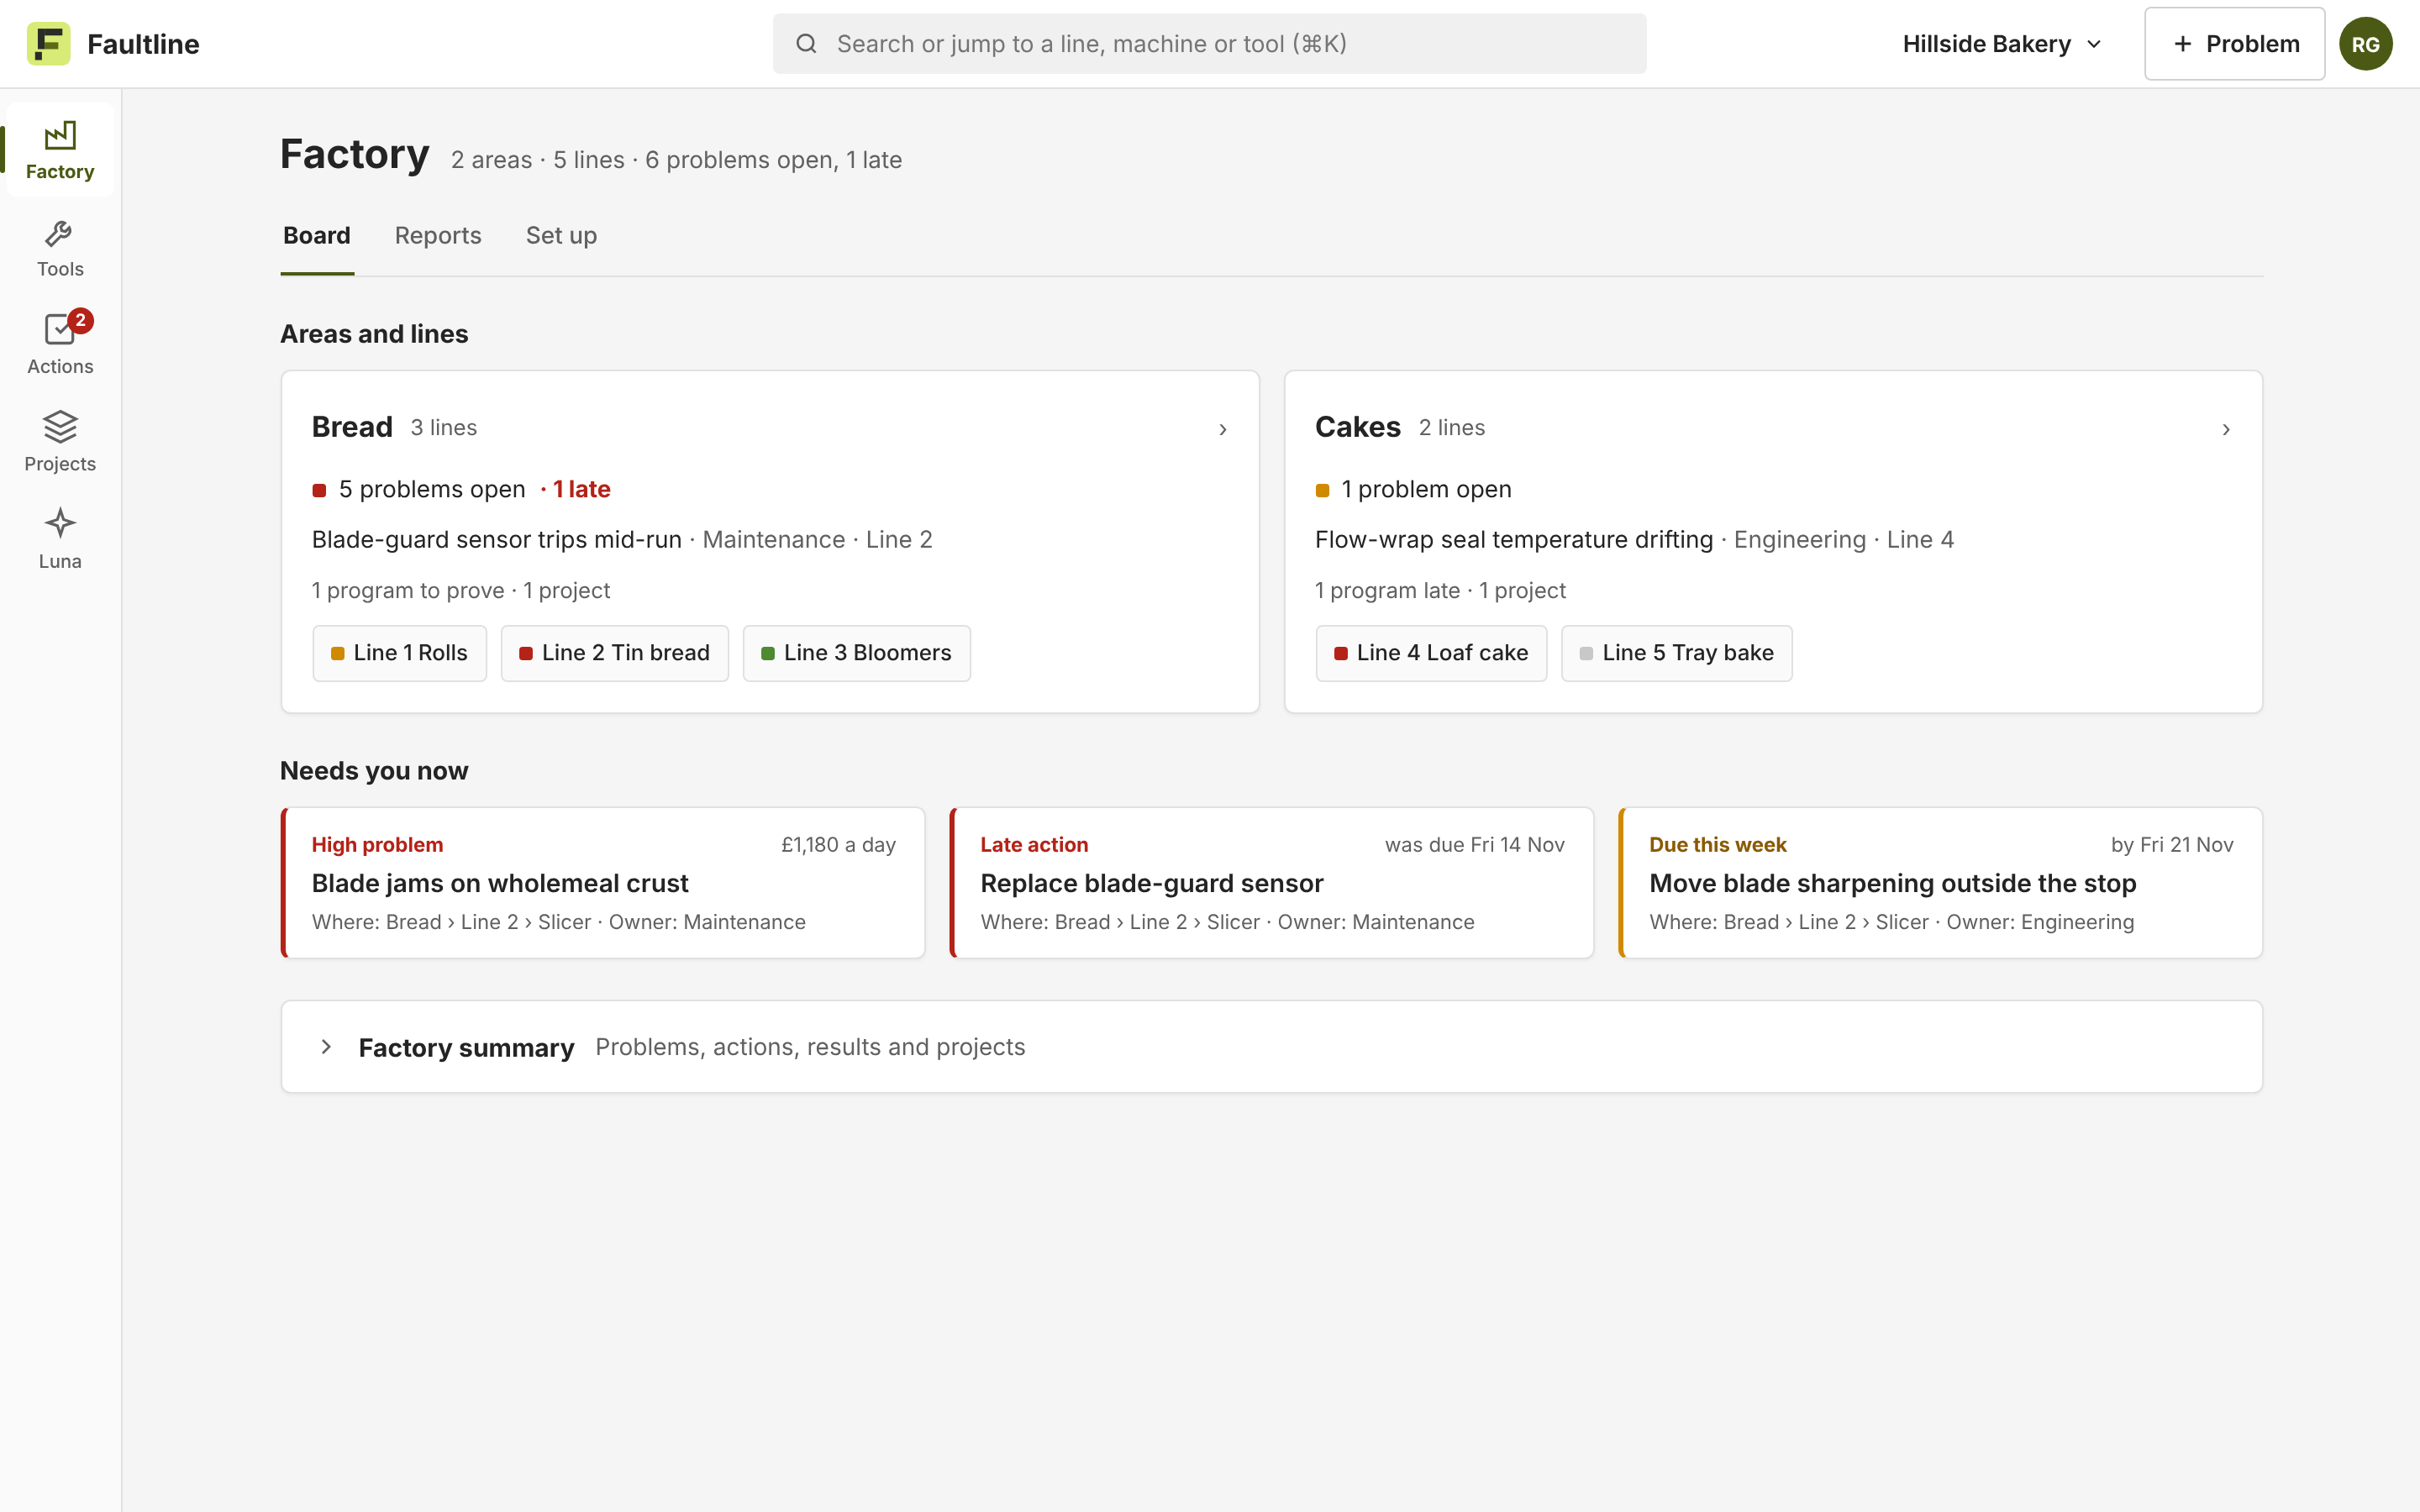 Faultline
Search or jump to a line, machine or tool (⌘K)
Hillside Bakery
+ Problem
RG
Factory
Tools
2
Actions
Projects
Luna
Factory 2 areas · 5 lines · 6 problems open, 1 late
Board Reports Set up
Areas and lines
Bread 3 lines ›
5 problems open · 1 late
Blade-guard sensor trips mid-run · Maintenance · Line 2
1 program to prove · 1 project
Line 1 Rolls Line 2 Tin bread Line 3 Bloomers
Cakes 2 lines ›
1 problem open
Flow-wrap seal temperature drifting · Engineering · Line 4
1 program late · 1 project
Line 4 Loaf cake Line 5 Tray bake
Needs you now
High problem £1,180 a day
Blade jams on wholemeal crust
Where: Bread › Line 2 › Slicer · Owner: Maintenance
Late action was due Fri 14 Nov
Replace blade-guard sensor
Where: Bread › Line 2 › Slicer · Owner: Maintenance
Due this week by Fri 21 Nov
Move blade sharpening outside the stop
Where: Bread › Line 2 › Slicer · Owner: Engineering
Factory summary Problems, actions, results and projects